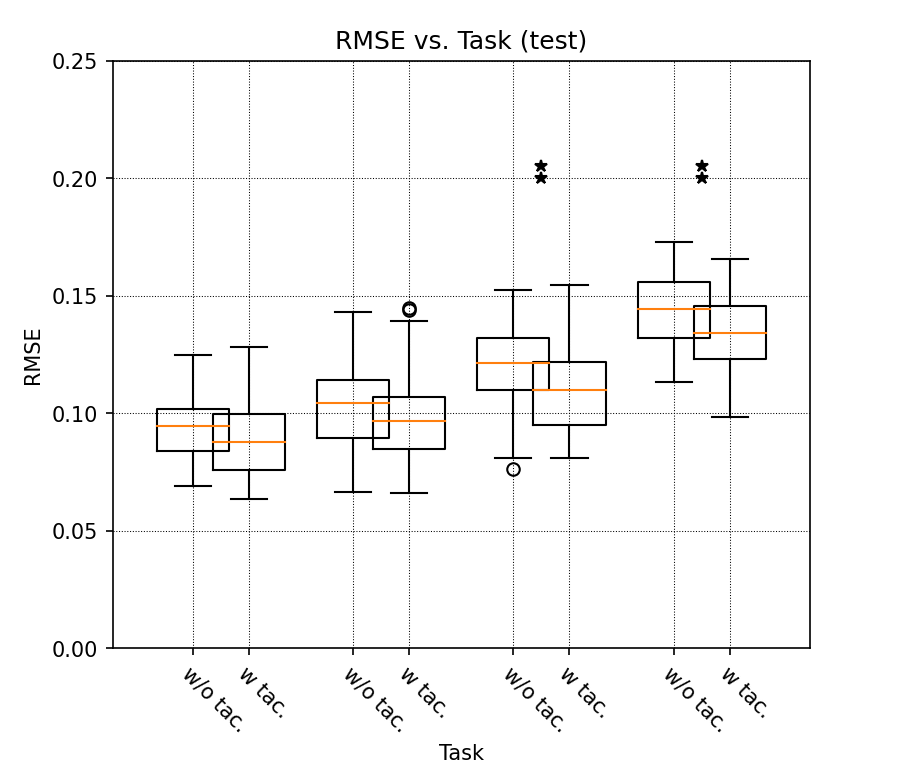 RMSE vs. Task (test)
0.25
0.20
0.15
0.10
0.05
0.00
RMSE
w/o tac.
w tac.
w/o tac.
w tac.
w/o tac.
w tac.
w/o tac.
w tac.
Task